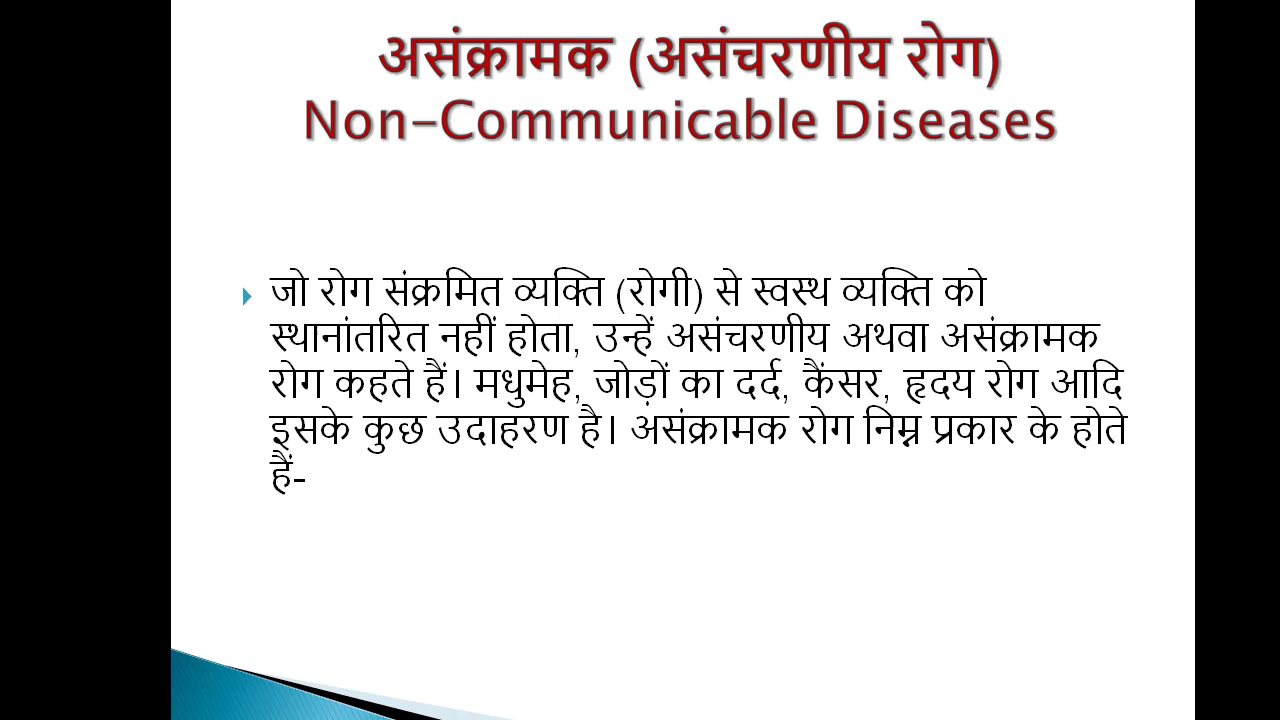 असंक्रामक (असंचरणीय रोग)
Non-Communicable Diseases
जो रोग संक्रमित व्यक्ति (रोगी) से स्वस्थ व्यक्ति को
स्थानांतरित नहीं होता, उन्हें असंचरणीय अथवा असंक्रामक
रोग कहते हैं। मधुमेह, जोड़ों का दर्द, कैंसर, हृदय रोग आदि
इसके कुछ उदाहरण है। असंक्रामक रोग निम्न प्रकार के होते
हैं-